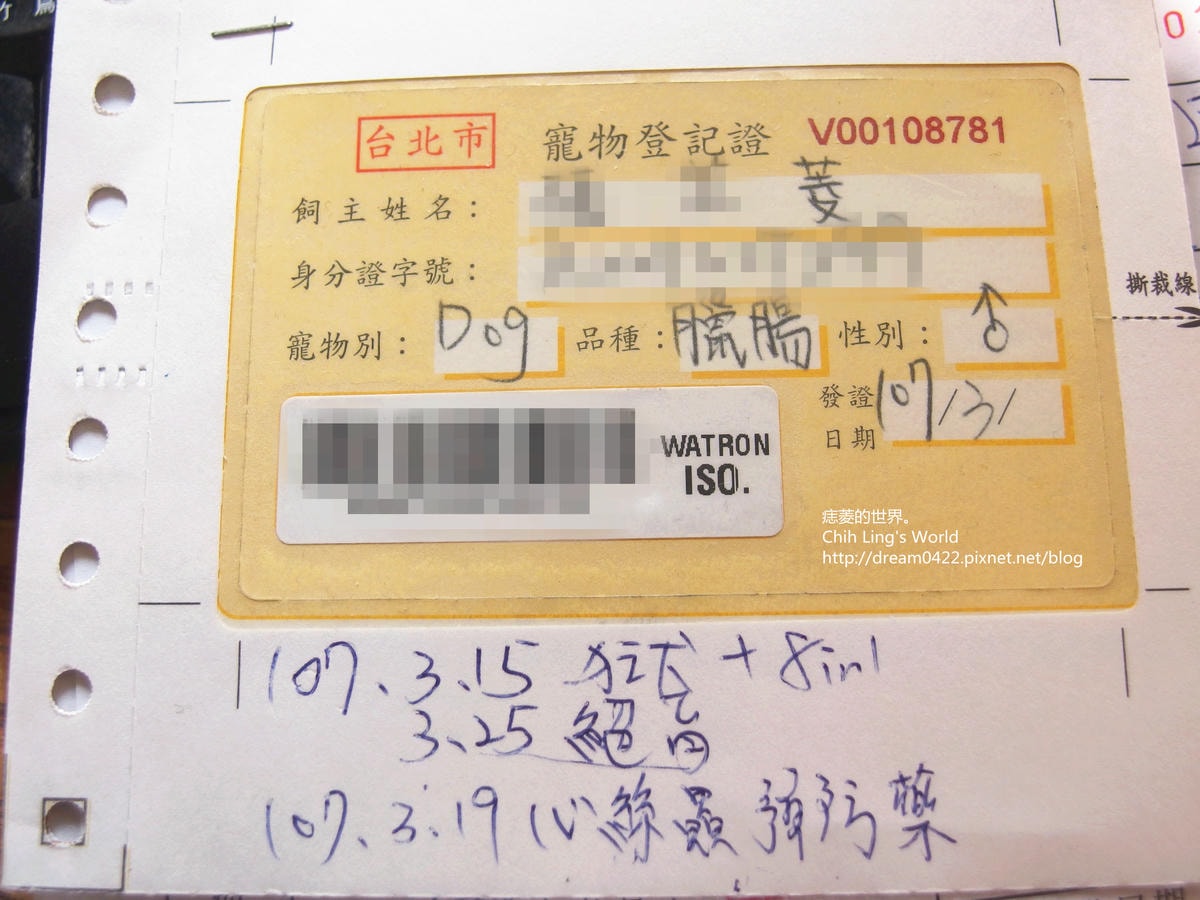 台北市 寵物登記證 V00108781
飼主姓名： 菱
身分證字號：
寵物別： Dog 品種： 臘腸 性別： ♂
發證日期 107/3/
WATRON
ISO.
撕裁線
痣菱的世界。
Chih Ling's World
http://dream0422.pixnet.net/blog
107、3、15 狂犬 + 8in1
3、25 絕育
107、3、19 心絲蟲 預防藥